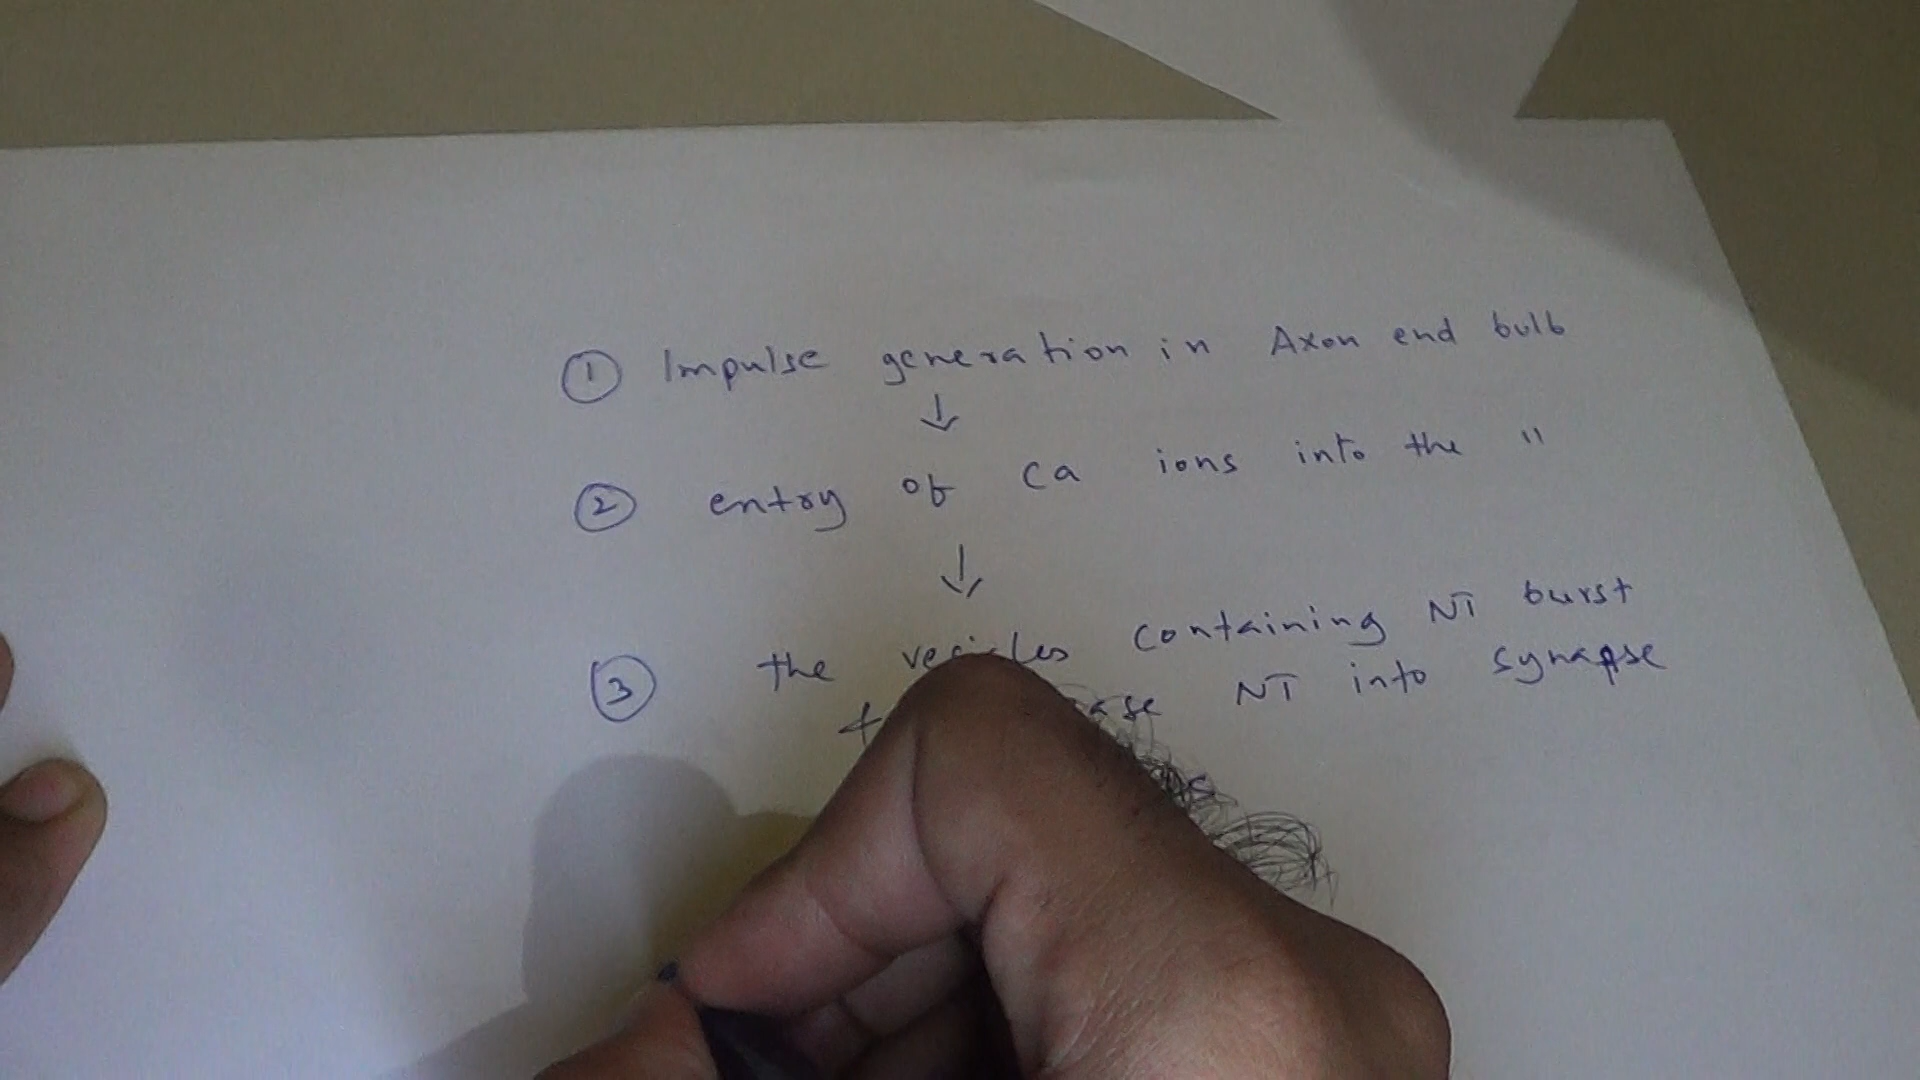 ① Impulse generation in Axon end bulb
↓
② entry of ca ions into the "
↓
③ the vesicles containing NT burst
NT into synapse